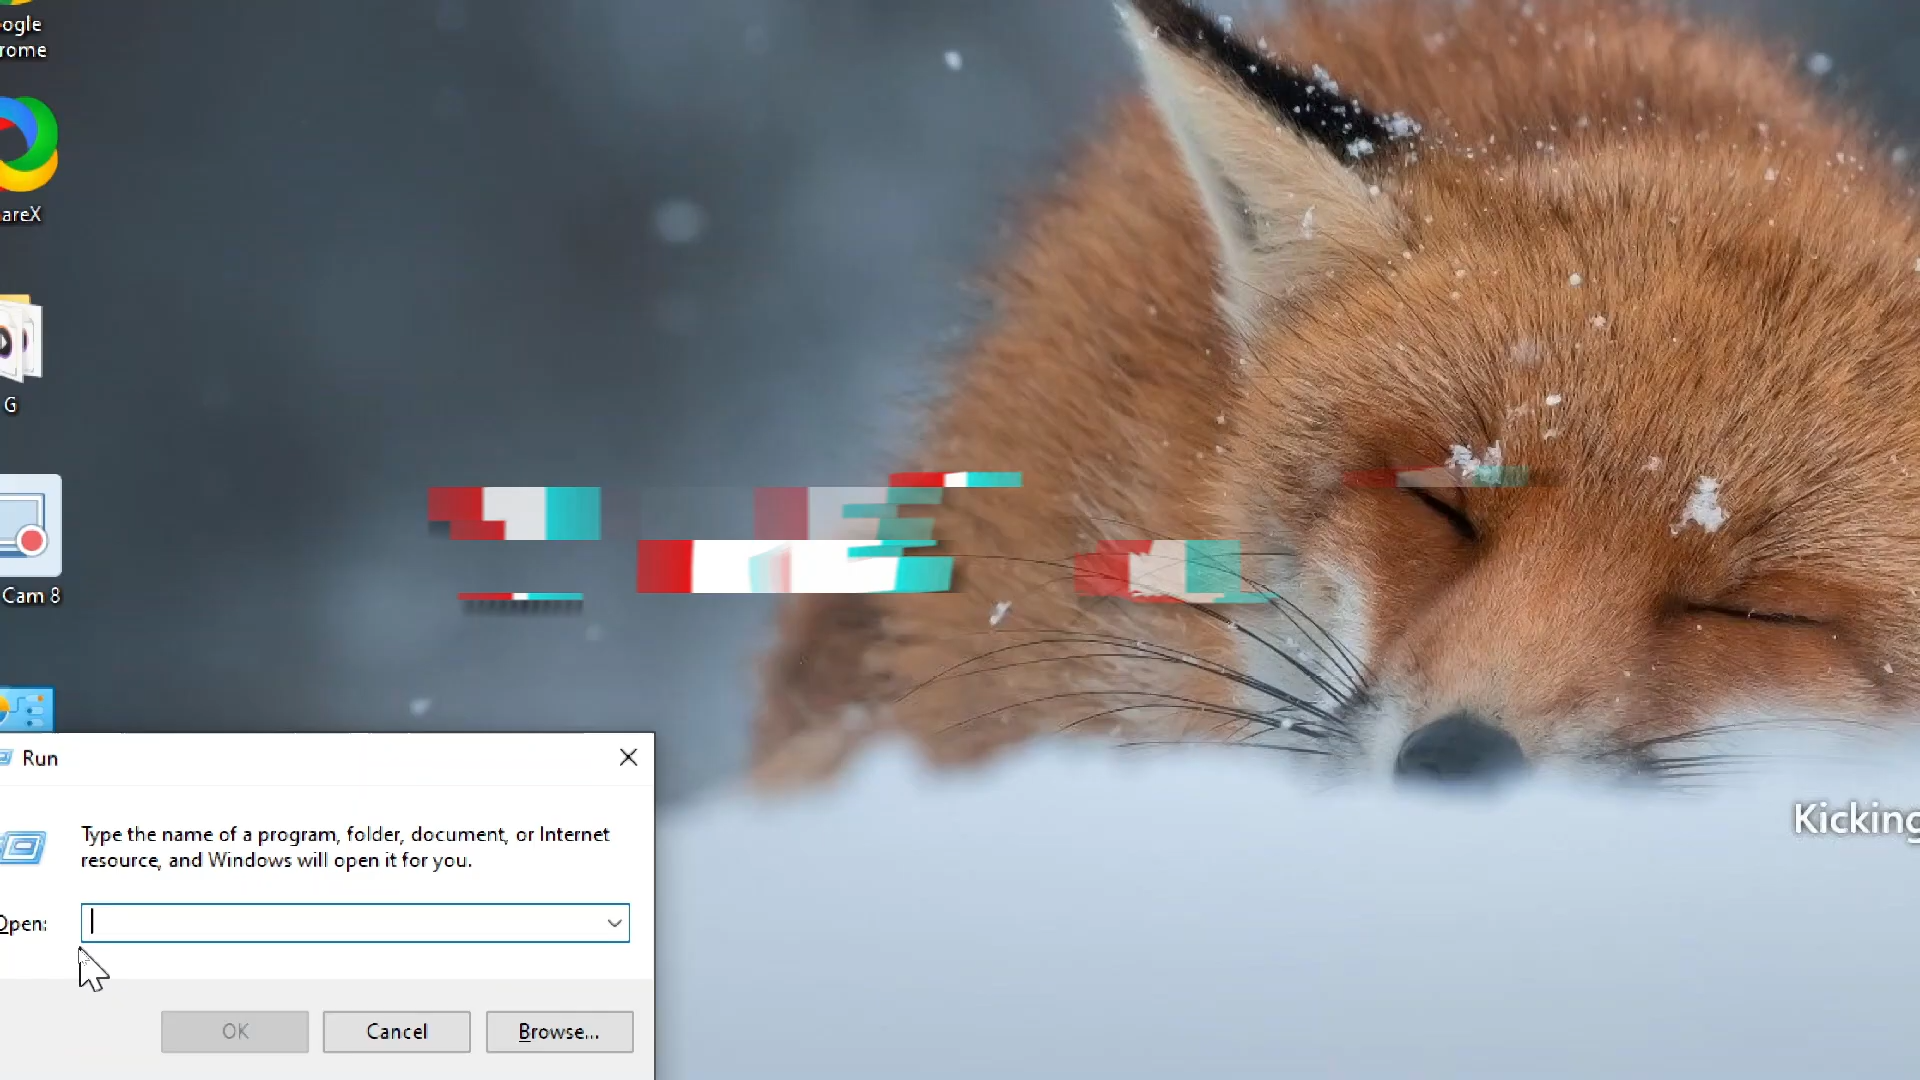 ogle
rome
areX
G
Cam 8
Run
Type the name of a program, folder, document, or Internet
resource, and Windows will open it for you.
Open:
OK
Cancel
Browse...
Kicking